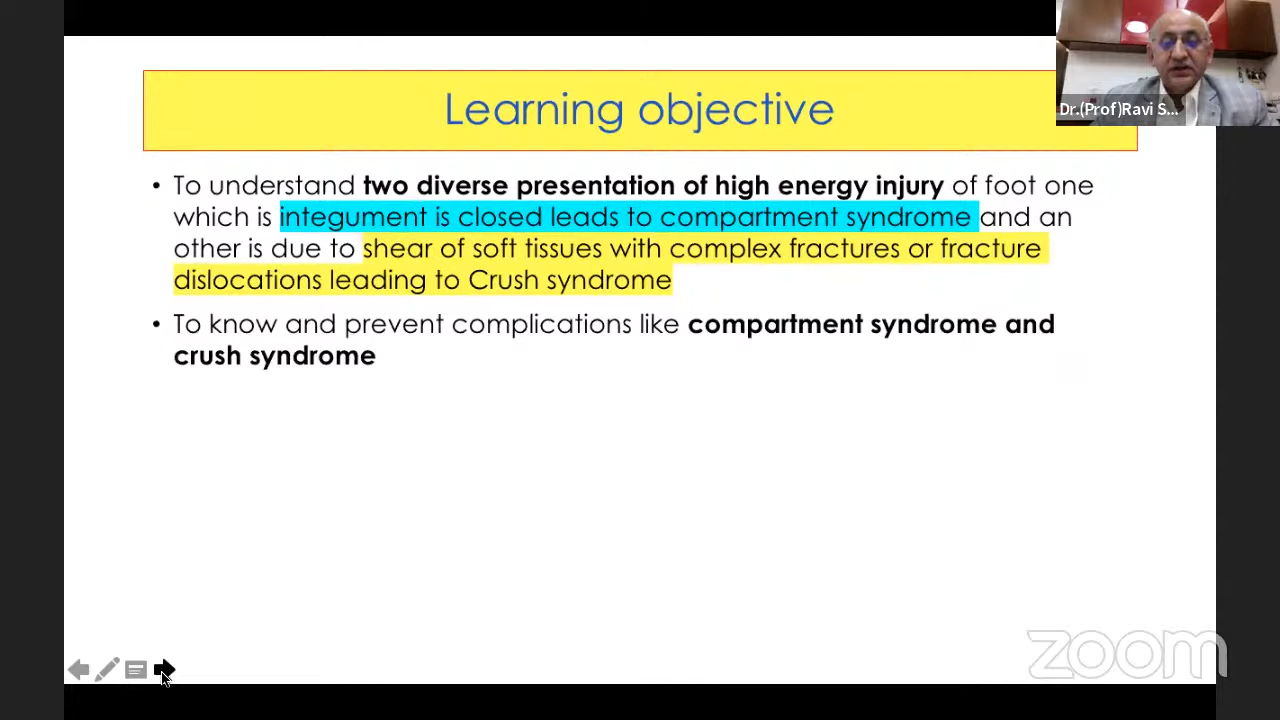 Learning objective
Dr.(Prof)Ravi S...
• To understand two diverse presentation of high energy injury of foot one
which is integument is closed leads to compartment syndrome and an
other is due to shear of soft tissues with complex fractures or fracture
dislocations leading to Crush syndrome
• To know and prevent complications like compartment syndrome and
crush syndrome
zoom